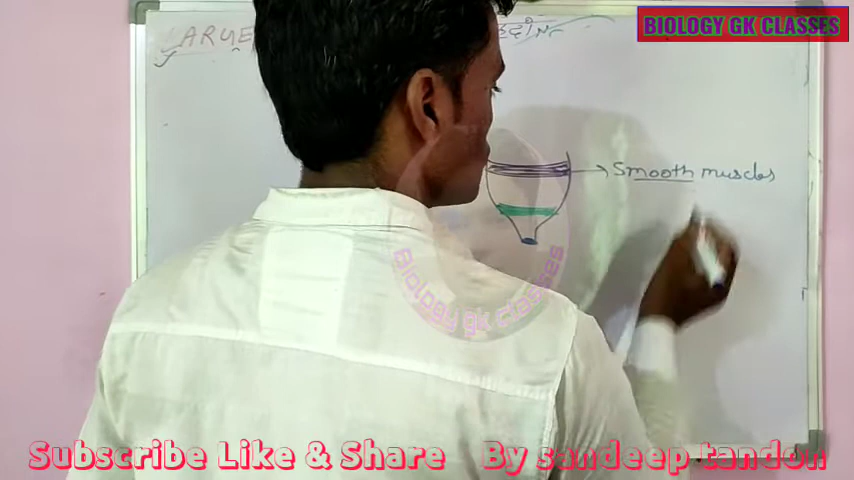 BIOLOGY GK CLASSES
Smooth muscles
Biology gk classes
Subscribe Like & Share By sandeep tandon